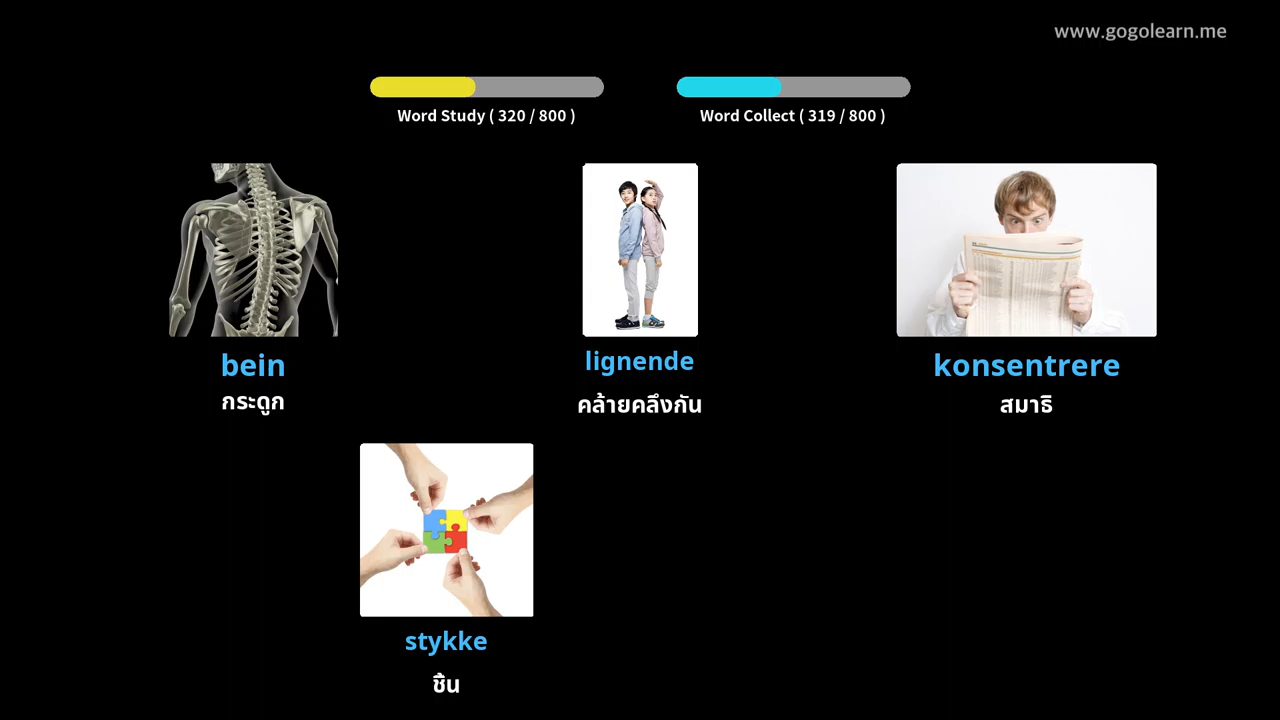 www.gogolearn.me
Word Study ( 320 / 800 )
Word Collect ( 319 / 800 )
bein
กระดูก
lignende
คล้ายคลึงกัน
konsentrere
สมาธิ
stykke
ชิ้น